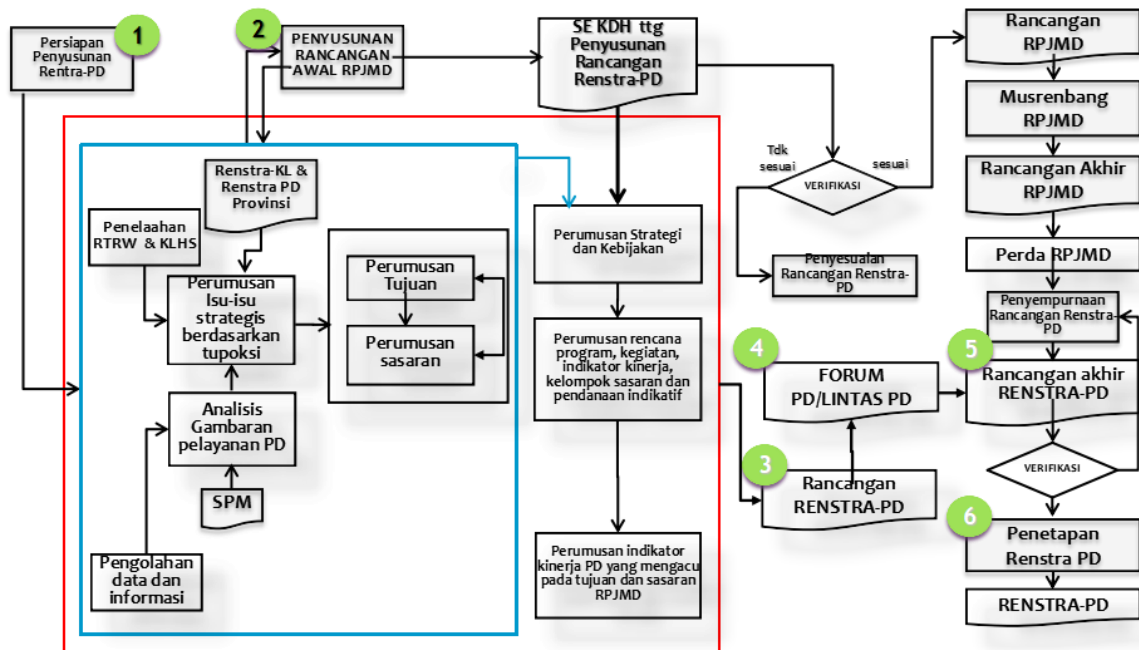 1
Persiapan
Penyusunan
Rentra-PD
2
PENYUSUNAN
RANCANGAN
AWAL RPJMD
SE KDH ttg
Penyusunan
Rancangan
Renstra-PD
Rancangan
RPJMD
Musrenbang
RPJMD
Rancangan Akhir
RPJMD
Perda RPJMD
Penyempurnaan
Rancangan Renstra-
PD
Tdk
sesuai
sesuai
VERIFIKASI
Penyesuaian
Rancangan Renstra-
PD
Renstra-KL &
Renstra PD
Provinsi
Penelaahan
RTRW & KLHS
Perumusan
Isu-isu
strategis
berdasarkan
tupoksi
Perumusan
Tujuan
Perumusan
sasaran
Analisis
Gambaran
pelayanan PD
SPM
Pengolahan
data dan
informasi
Perumusan Strategi
dan Kebijakan
Perumusan rencana
program, kegiatan,
indikator kinerja,
kelompok sasaran dan
pendanaan indikatif
Perumusan indikator
kinerja PD yang mengacu
pada tujuan dan sasaran
RPJMD
3
Rancangan
RENSTRA-PD
4
FORUM
PD/LINTAS PD
5
Rancangan akhir
RENSTRA-PD
VERIFIKASI
6
Penetapan
Renstra PD
RENSTRA-PD